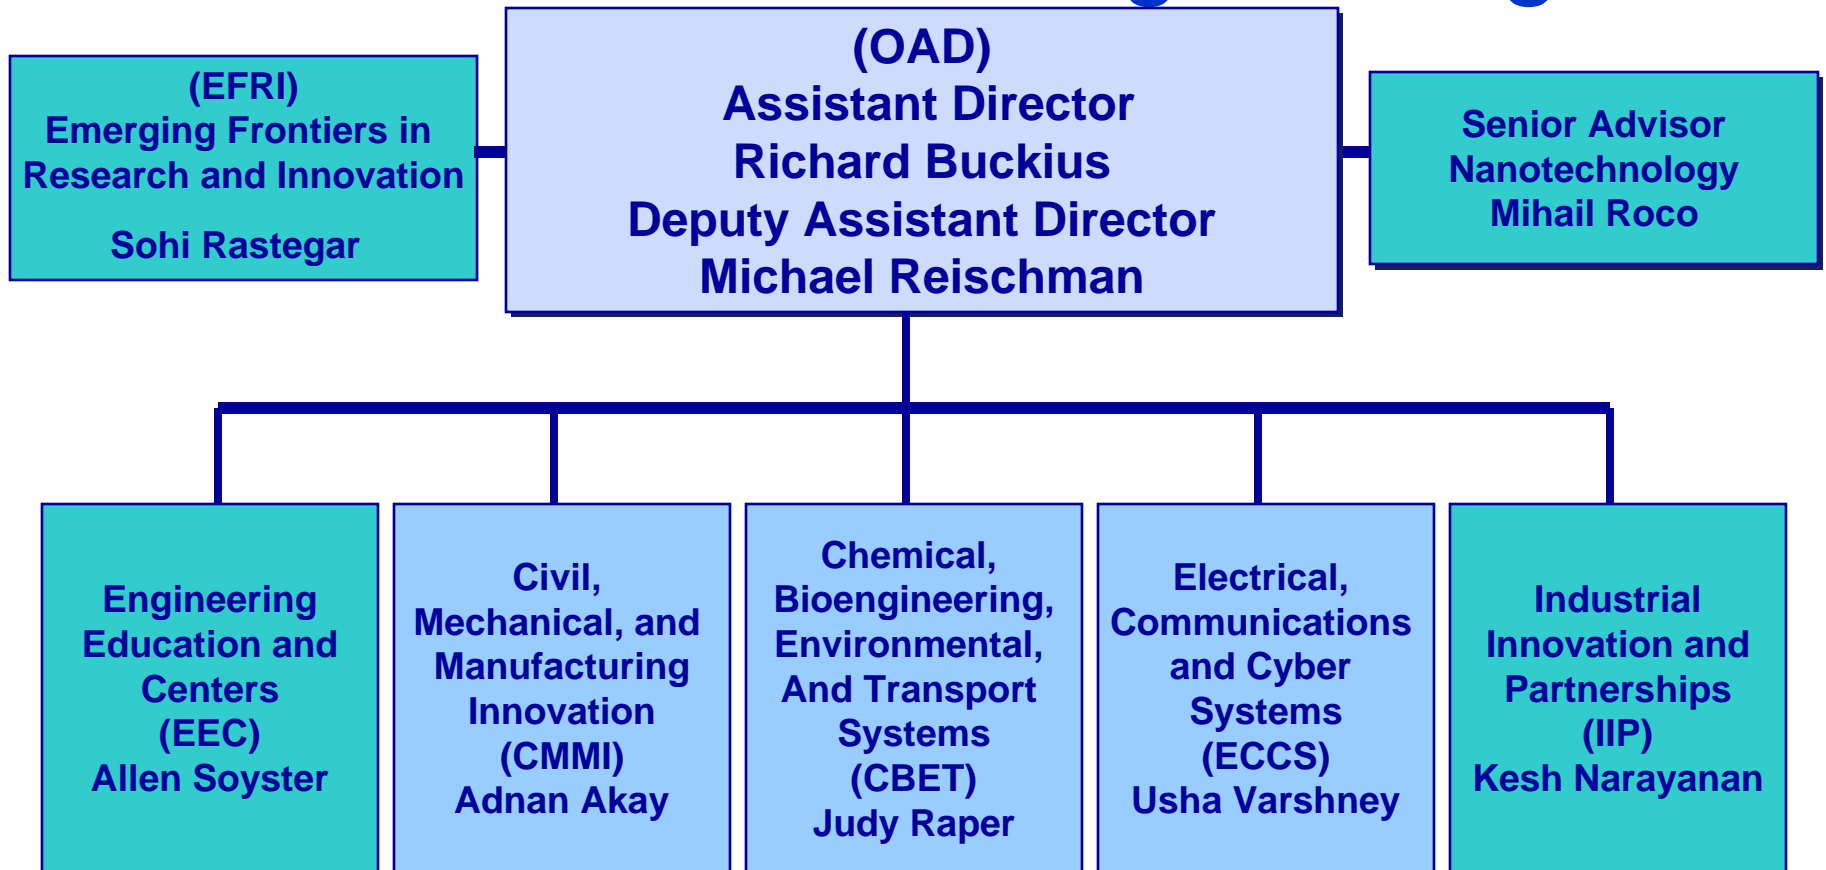 (OAD)
Assistant Director
Richard Buckius
Deputy Assistant Director
Michael Reischman
(EFRI)
Emerging Frontiers in
Research and Innovation
Sohi Rastegar
Senior Advisor
Nanotechnology
Mihail Roco
Engineering
Education and
Centers
(EEC)
Allen Soyster
Civil,
Mechanical, and
Manufacturing
Innovation
(CMMI)
Adnan Akay
Chemical,
Bioengineering,
Environmental,
And Transport
Systems
(CBET)
Judy Raper
Electrical,
Communications
and Cyber
Systems
(ECCS)
Usha Varshney
Industrial
Innovation and
Partnerships
(IIP)
Kesh Narayanan